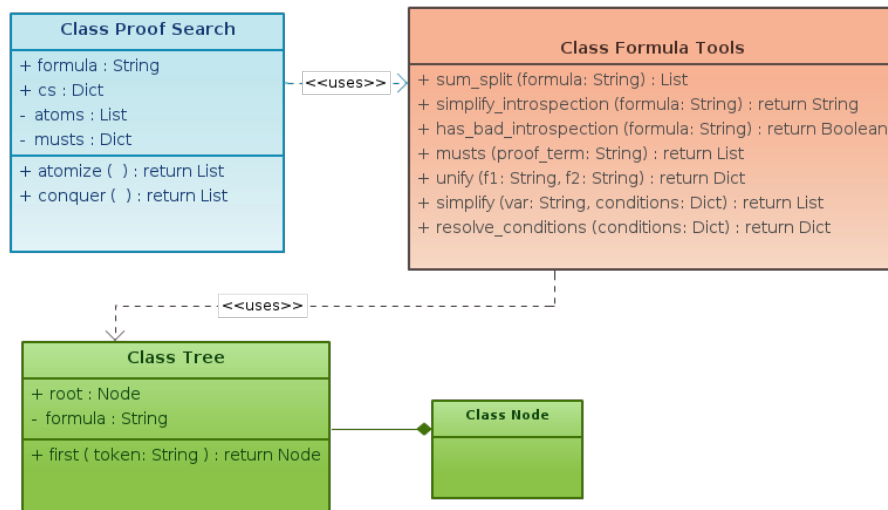 Class Proof Search
+ formula : String
+ cs : Dict
- atoms : List
- musts : Dict
+ atomize ( ) : return List
+ conquer ( ) : return List
<<uses>>
Class Formula Tools
+ sum_split (formula: String) : List
+ simplify_introspection (formula: String) : return String
+ has_bad_introspection (formula: String) : return Boolean
+ musts (proof_term: String) : return List
+ unify (f1: String, f2: String) : return Dict
+ simplify (var: String, conditions: Dict) : return List
+ resolve_conditions (conditions: Dict) : return Dict
<<uses>>
Class Tree
+ root : Node
- formula : String
+ first ( token: String ) : return Node
Class Node